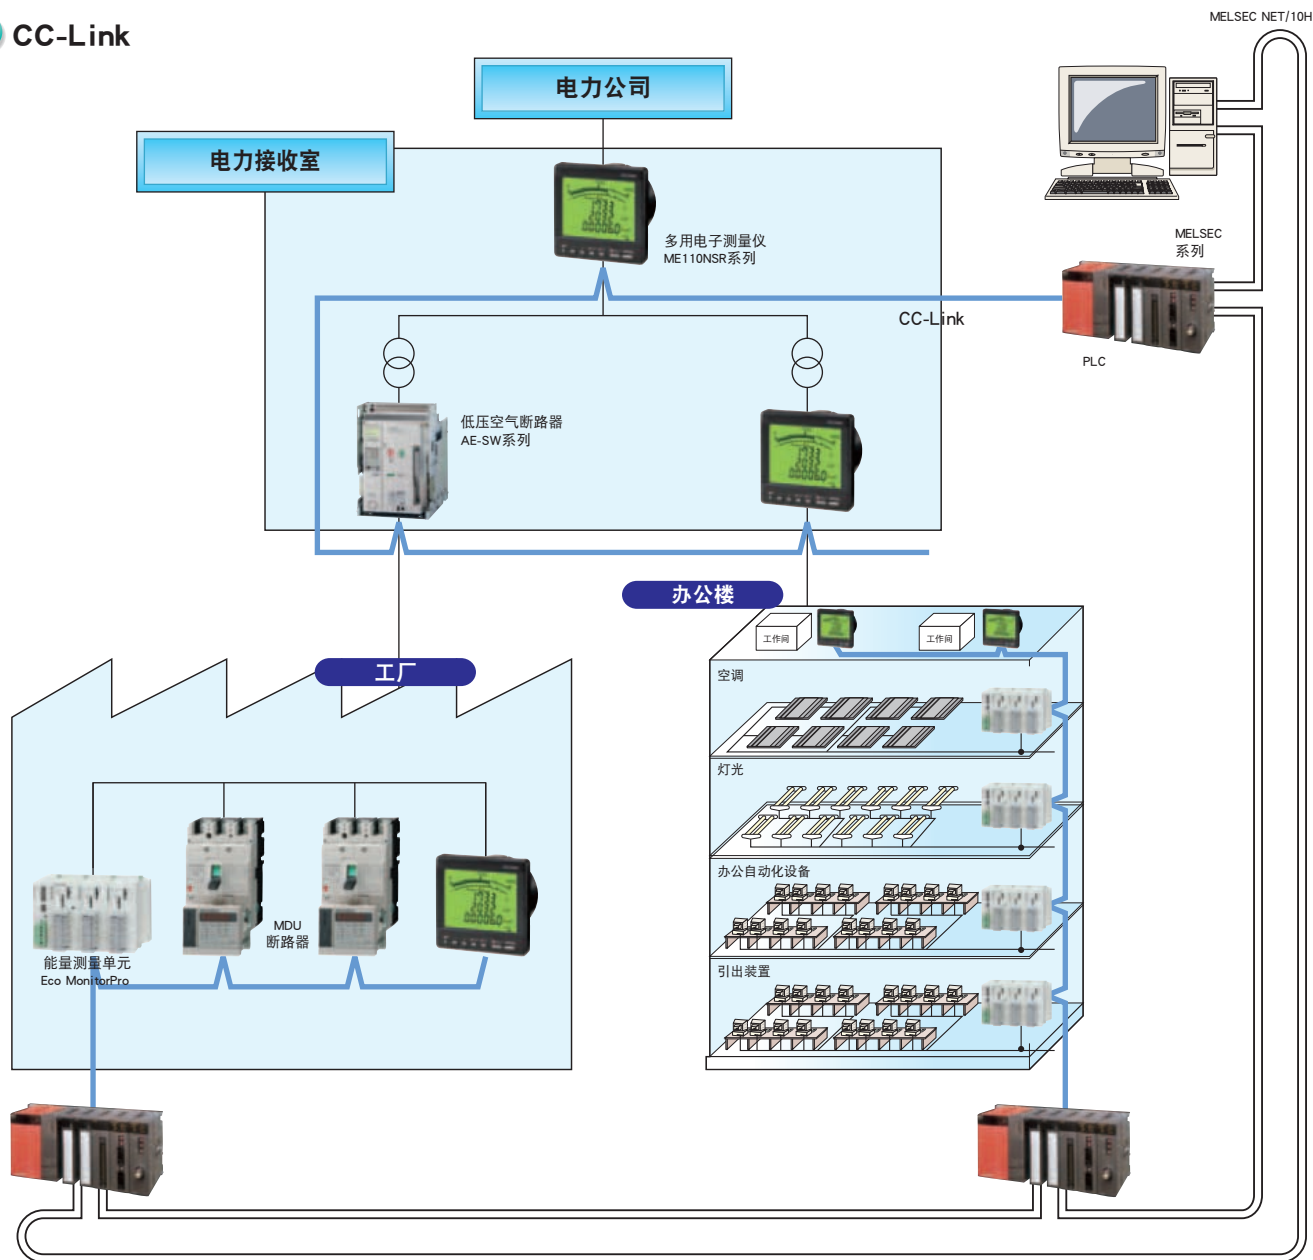 MELSEC NET/10H
CC-Link
电力公司
电力接收室
多用电子测量仪
ME110NSR系列
MELSEC
系列
CC-Link
PLC
低压空气断路器
AE-SW系列
办公楼
工作间
工作间
工厂
空调
灯光
办公自动化设备
MDU
断路器
能量测量单元
Eco MonitorPro
引出装置